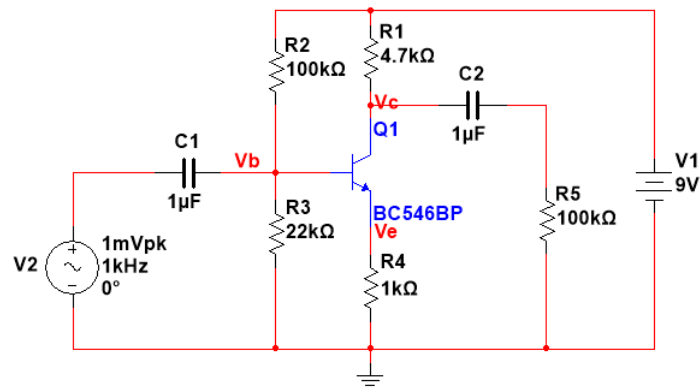 R2
100kΩ
R1
4.7kΩ
C2
1µF
Vc
Q1
C1
1µF
Vb
V1
9V
R3
22kΩ
BC546BP
Ve
R5
100kΩ
V2
1mVpk
1kHz
0°
R4
1kΩ